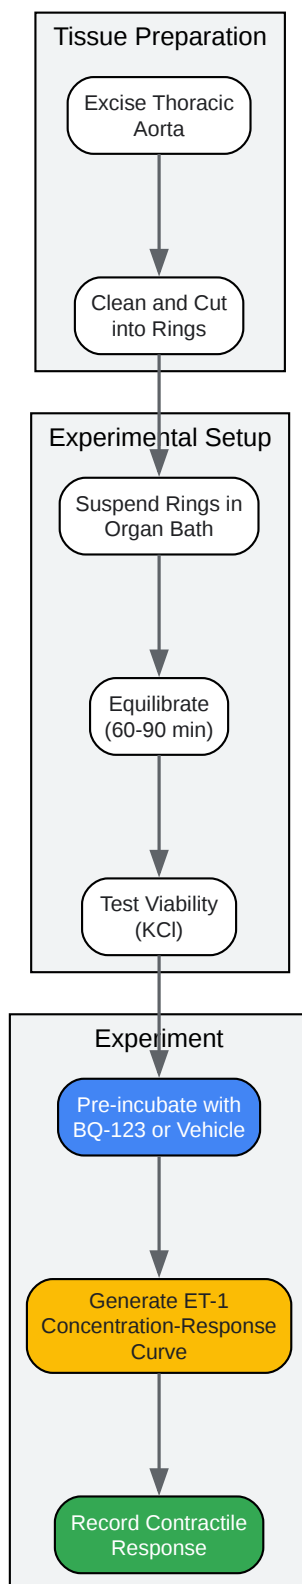 Tissue Preparation
Excise Thoracic
Aorta
Clean and Cut
into Rings
Experimental Setup
Suspend Rings in
Organ Bath
Equilibrate
(60-90 min)
Test Viability
(KCl)
Experiment
Pre-incubate with
BQ-123 or Vehicle
Generate ET-1
Concentration-Response
Curve
Record Contractile
Response